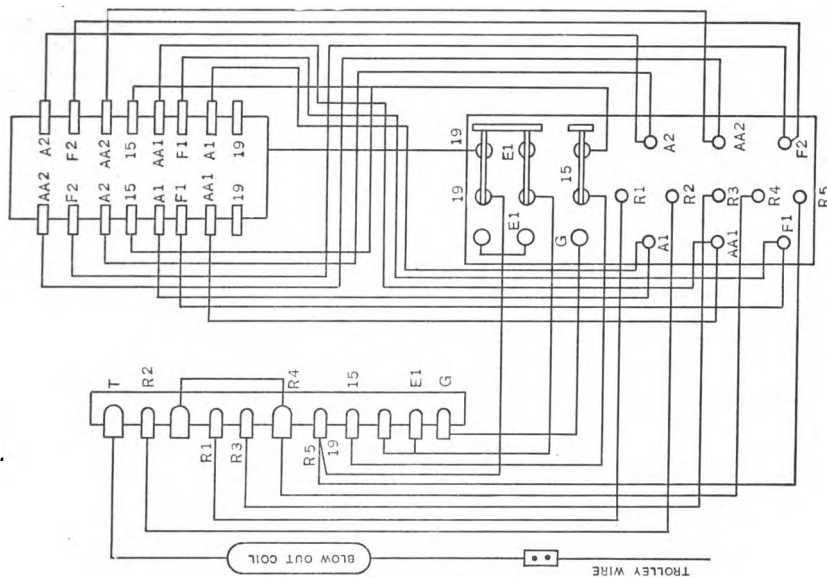 A2
F2
AA2
15
AA1
F1
A1
19
AA2
F2
A2
15
A1
F1
AA1
19
19
E1
19
E1
15
G
A2
AA2
F2
R1
R2
R3
R4
R5
A1
AA1
F1
T
R2
R4
15
E1
G
R1
R3
R5
19
BLOW OUT COIL
TROLLEY WIRE